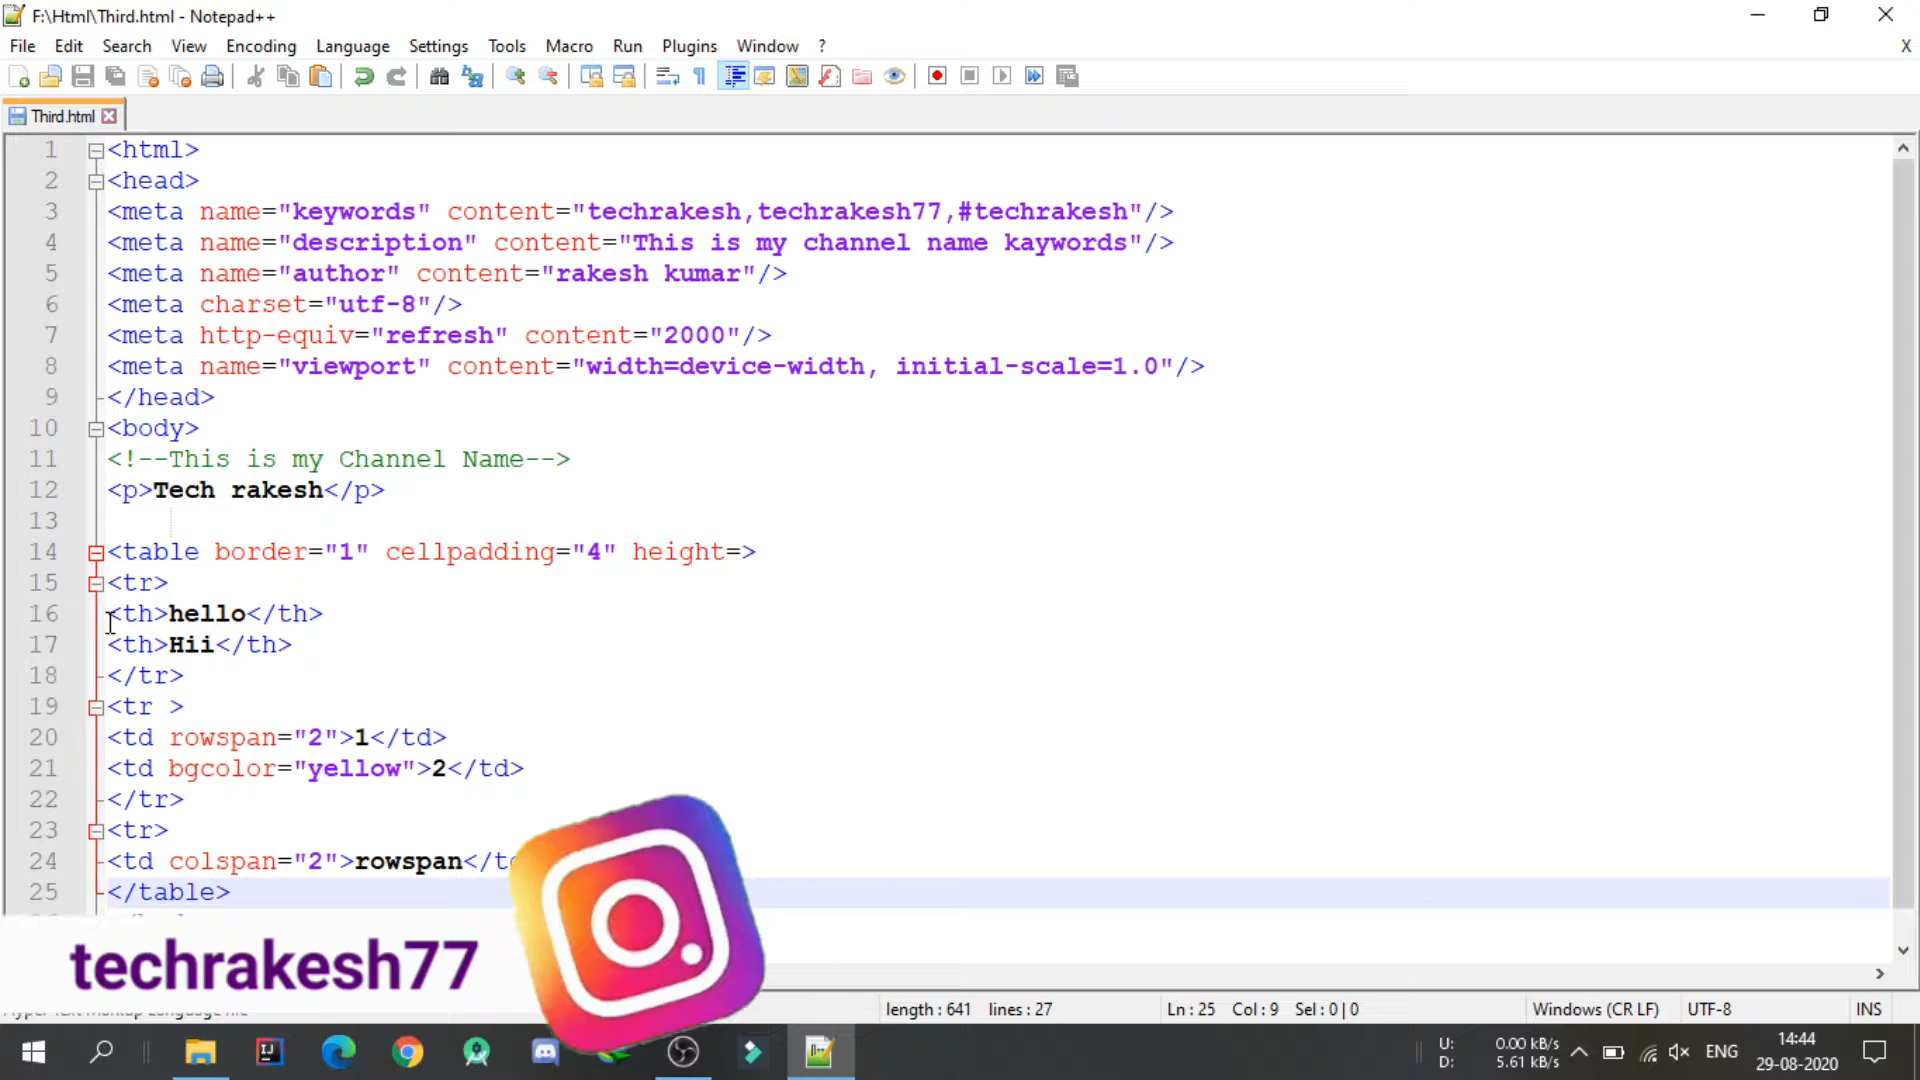 F:\Html\Third.html - Notepad++
File Edit Search View Encoding Language Settings Tools Macro Run Plugins Window ? X
Third.html
1 <html>
2 <head>
3 <meta name="keywords" content="techrakesh,techrakesh77,#techrakesh"/>
4 <meta name="description" content="This is my channel name kaywords"/>
5 <meta name="author" content="rakesh kumar"/>
6 <meta charset="utf-8"/>
7 <meta http-equiv="refresh" content="2000"/>
8 <meta name="viewport" content="width=device-width, initial-scale=1.0"/>
9 </head>
10 <body>
11 <!--This is my Channel Name-->
12 <p>Tech rakesh</p>
13
14 <table border="1" cellpadding="4" height=>
15 <tr>
16 <th>hello</th>
17 <th>Hii</th>
18 </tr>
19 <tr >
20 <td rowspan="2">1</td>
21 <td bgcolor="yellow">2</td>
22 </tr>
23 <tr>
24 <td colspan="2">rowspan</t
25 </table>
techrakesh77
length : 641 lines : 27 Ln : 25 Col : 9 Sel : 0 | 0 Windows (CR LF) UTF-8 INS
U: 0.00 kB/s
D: 5.61 kB/s
ENG
14:44
29-08-2020